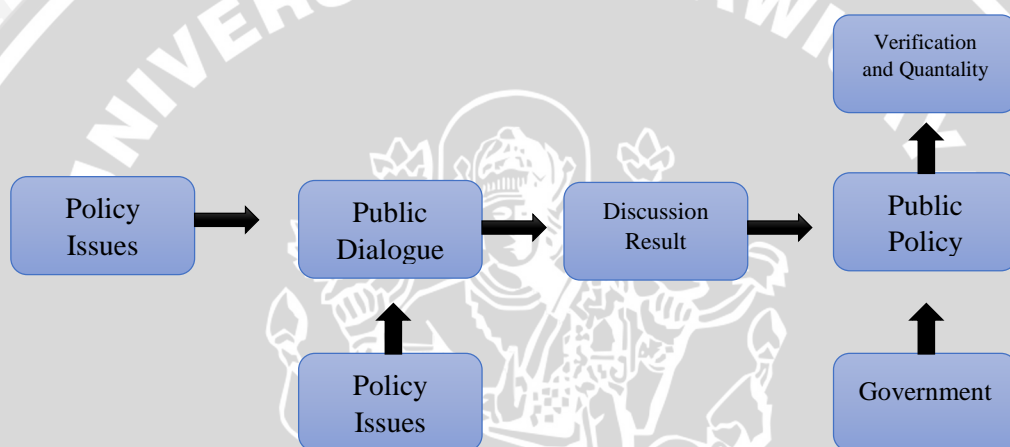 Verification
and Quantality
Policy
Issues
Public
Dialogue
Discussion
Result
Public
Policy
Policy
Issues
Government